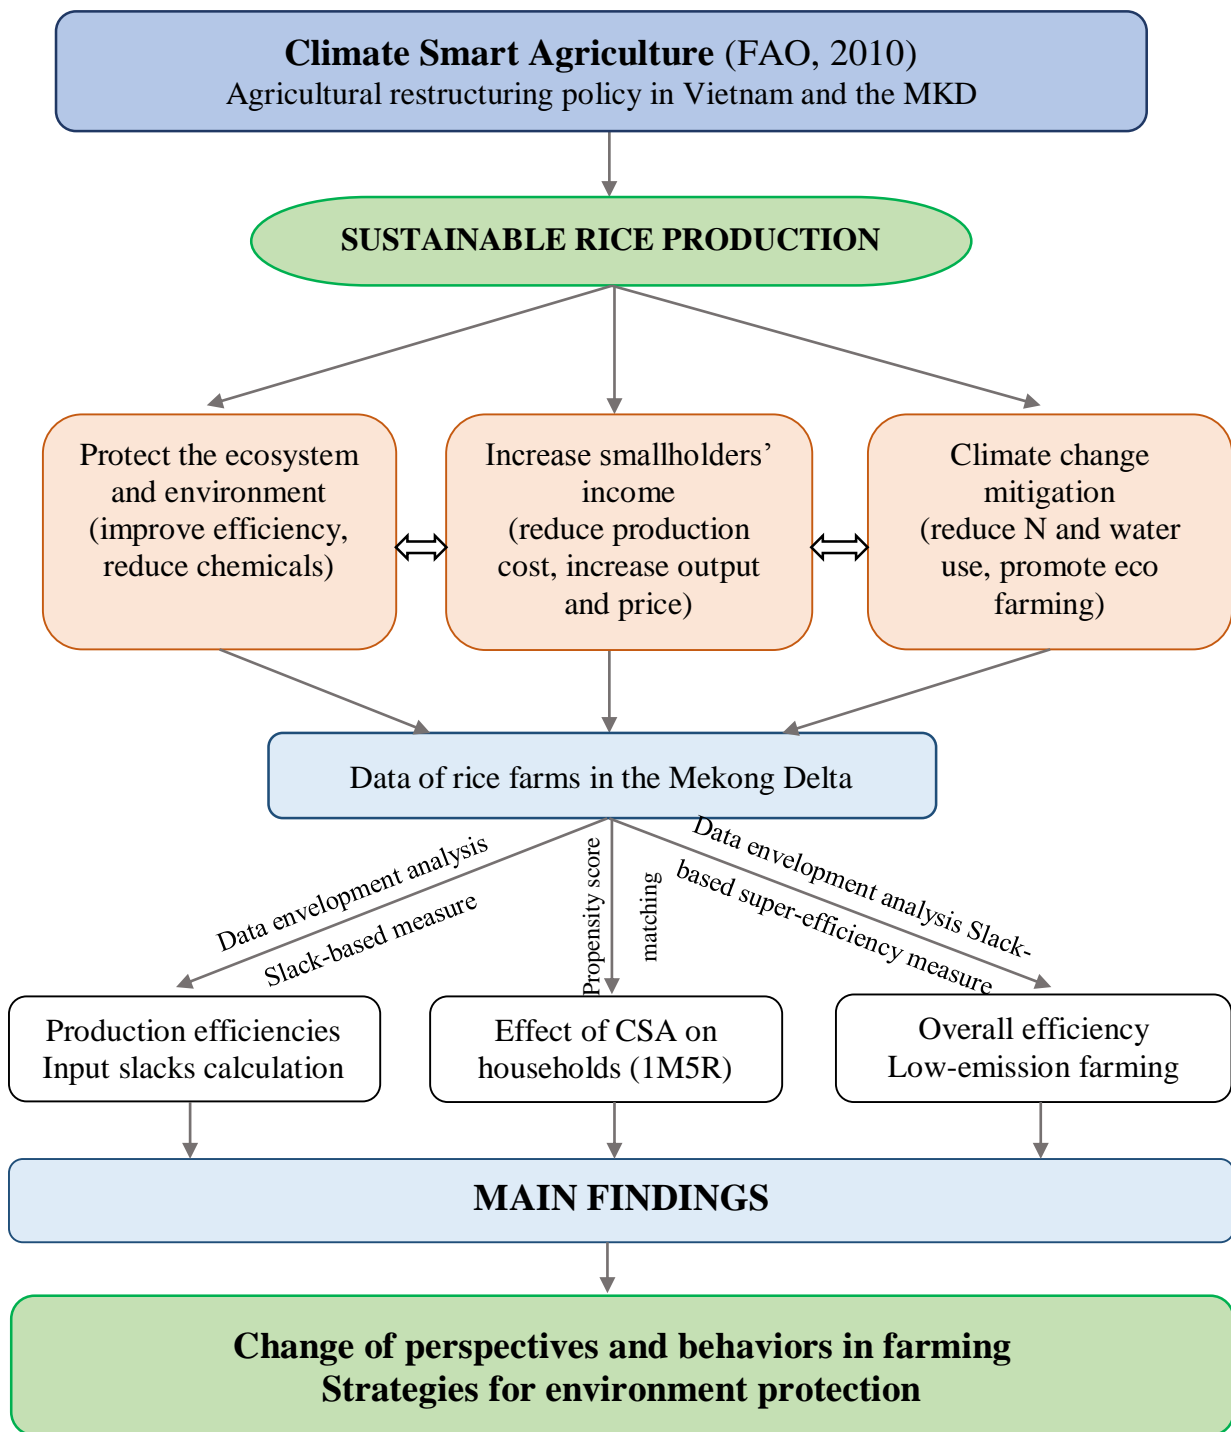 Climate Smart Agriculture (FAO, 2010)
Agricultural restructuring policy in Vietnam and the MKD
SUSTAINABLE RICE PRODUCTION
Protect the ecosystem
and environment
(improve efficiency,
reduce chemicals)
Increase smallholders’
income
(reduce production
cost, increase output
and price)
Climate change
mitigation
(reduce N and water
use, promote eco
farming)
Data of rice farms in the Mekong Delta
Data envelopment analysis
Slack-based measure
Propensity score
matching
Data envelopment analysis Slack-
based super-efficiency measure
Production efficiencies
Input slacks calculation
Effect of CSA on
households (1M5R)
Overall efficiency
Low-emission farming
MAIN FINDINGS
Change of perspectives and behaviors in farming
Strategies for environment protection